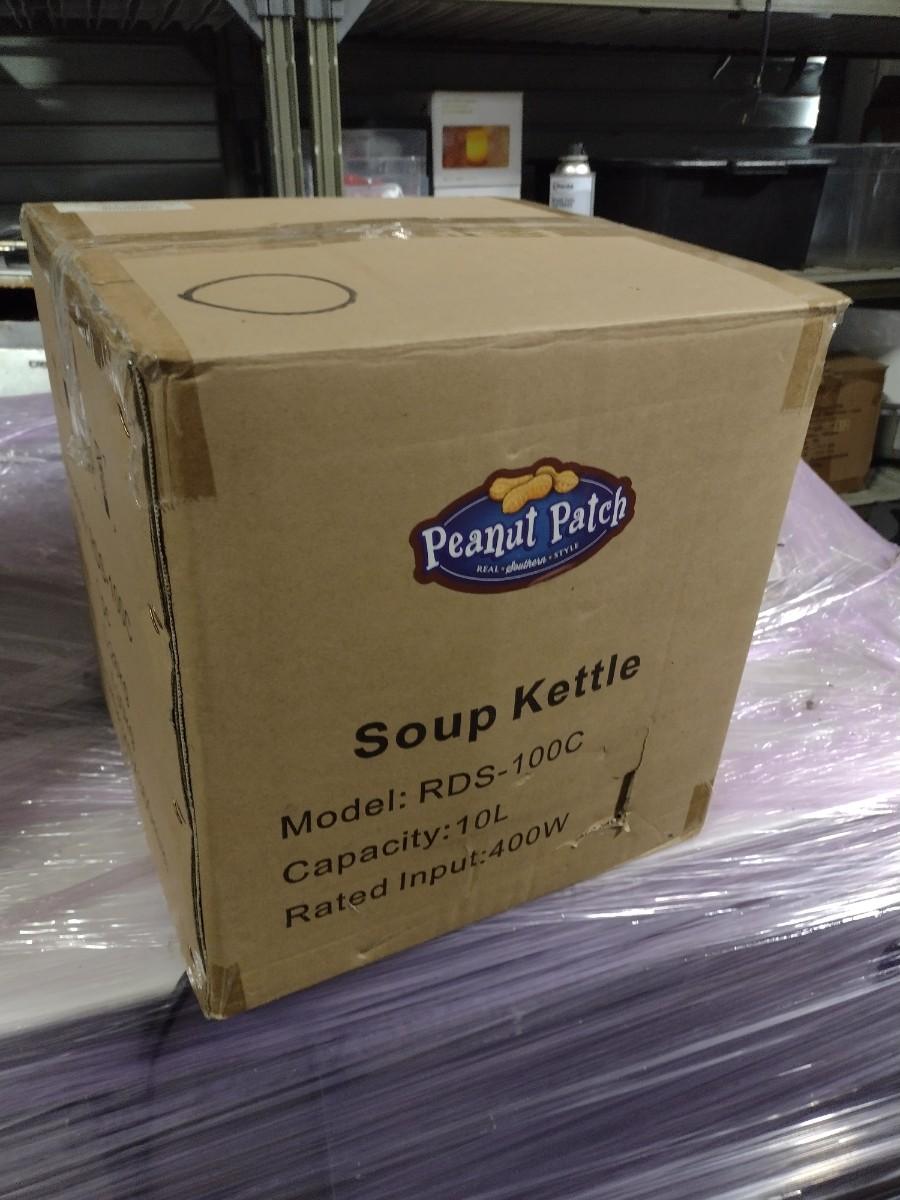 Peanut Patch
REAL • Southern • STYLE
Soup Kettle
Model: RDS-100C
Capacity:10L
Rated Input:400W